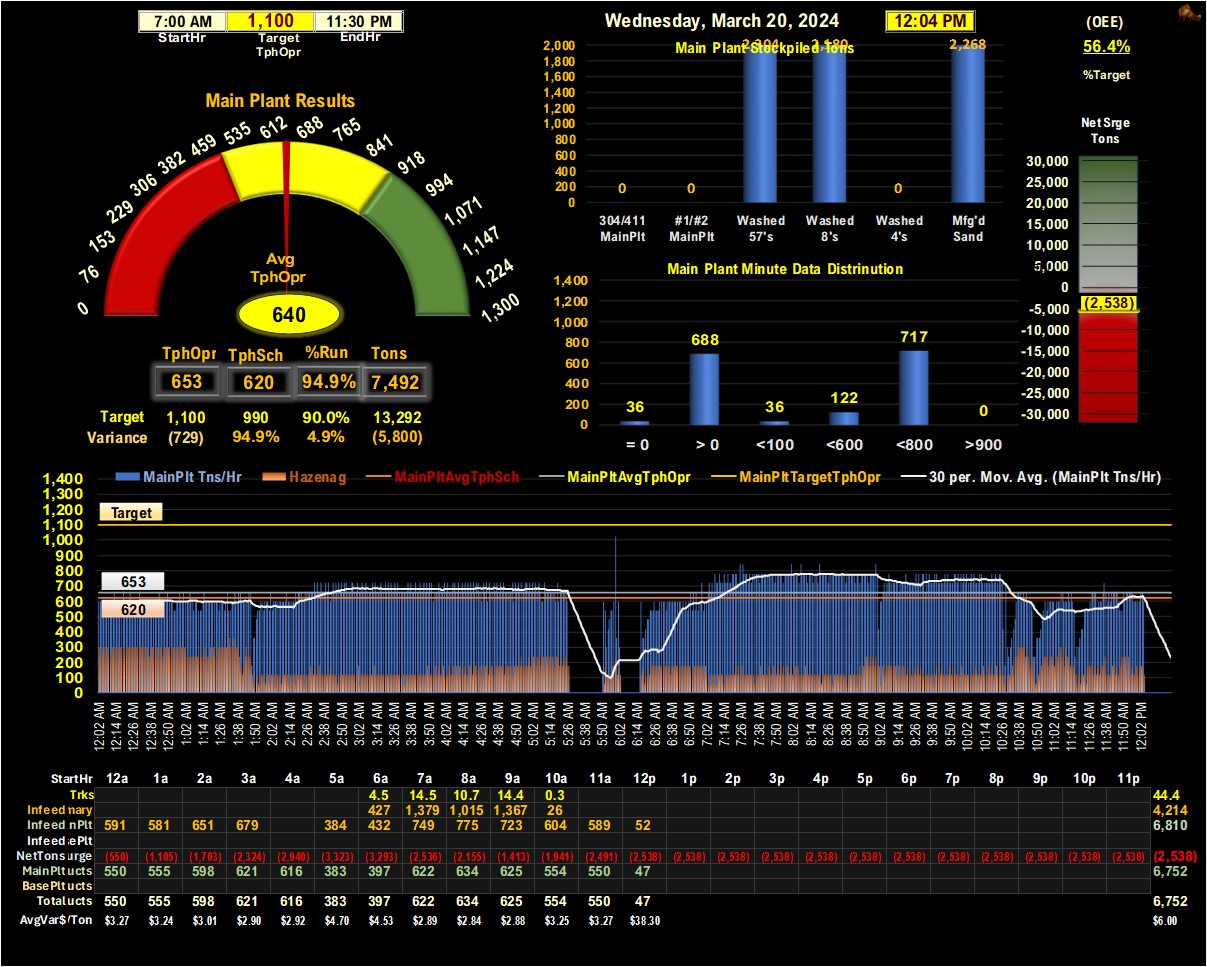 7:00 AM 1,100 11:30 PM
StartHr Target EndHr
TphOpr
Wednesday, March 20, 2024 12:04 PM
(OEE)
56.4%
%Target
Main Plant Stockpiled Tons
2,304 2,180 2,268
2,000
1,800
1,600
1,400
1,200
1,000
800
600
400
200
0
0 0 0
304/411 #1/#2 Washed Washed Washed Mfg'd
MainPlt MainPlt 57's 8's 4's Sand
Main Plant Results
0 76 153 229 306 382 459 535 612 688 765 841 918 994 1,071 1,147 1,224 1,300
Avg
TphOpr
640
TphOpr TphSch %Run Tons
653 620 94.9% 7,492
Target 1,100 990 90.0% 13,292
Variance (729) 94.9% 4.9% (5,800)
Main Plant Minute Data Distrinution
1,400
1,200
1,000
800
600
400
200
0
36 688 36 122 717 0
= 0 > 0 <100 <600 <800 >900
Net Srge
Tons
30,000
25,000
20,000
15,000
10,000
5,000
0
-5,000
-10,000
-15,000
-20,000
-25,000
-30,000
(2,538)
MainPlt Tns/Hr Hazenag MainPltAvgTphSch MainPltAvgTphOpr MainPltTargetTphOpr 30 per. Mov. Avg. (MainPlt Tns/Hr)
1,400
1,300
1,200
1,100
1,000
900
800
700
600
500
400
300
200
100
0
Target
653
620
12:02 AM 12:14 AM 12:26 AM 12:38 AM 12:50 AM 1:02 AM 1:14 AM 1:26 AM 1:38 AM 1:50 AM 2:02 AM 2:14 AM 2:26 AM 2:38 AM 2:50 AM 3:02 AM 3:14 AM 3:26 AM 3:38 AM 3:50 AM 4:02 AM 4:14 AM 4:26 AM 4:38 AM 4:50 AM 5:02 AM 5:14 AM 5:26 AM 5:38 AM 5:50 AM 6:02 AM 6:14 AM 6:26 AM 6:38 AM 6:50 AM 7:02 AM 7:14 AM 7:26 AM 7:38 AM 7:50 AM 8:02 AM 8:14 AM 8:26 AM 8:38 AM 8:50 AM 9:02 AM 9:14 AM 9:26 AM 9:38 AM 9:50 AM 10:02 AM 10:14 AM 10:26 AM 10:38 AM 10:50 AM 11:02 AM 11:14 AM 11:26 AM 11:38 AM 11:50 AM 12:02 PM
StartHr 12a 1a 2a 3a 4a 5a 6a 7a 8a 9a 10a 11a 12p 1p 2p 3p 4p 5p 6p 7p 8p 9p 10p 11p
Trks 4.5 14.5 10.7 14.4 0.3 44.4
Infeed nary 427 1,379 1,015 1,367 26 4,214
Infeed nPlt 591 581 651 679 384 432 749 775 723 604 589 52 6,810
Infeed ePlt
NetTons urge (550) (1,105) (1,703) (2,324) (2,940) (3,323) (3,293) (2,536) (2,155) (1,413) (1,941) (2,491) (2,538) (2,538) (2,538) (2,538) (2,538) (2,538) (2,538) (2,538) (2,538) (2,538) (2,538) (2,538) (2,538)
MainPlt ucts 550 555 598 621 616 383 397 622 634 625 554 550 47 6,752
BasePlt ucts
Total ucts 550 555 598 621 616 383 397 622 634 625 554 550 47 6,752
AvgVar$/Ton $3.27 $3.24 $3.01 $2.90 $2.92 $4.70 $4.53 $2.89 $2.84 $2.88 $3.25 $3.27 $38.30 $6.00